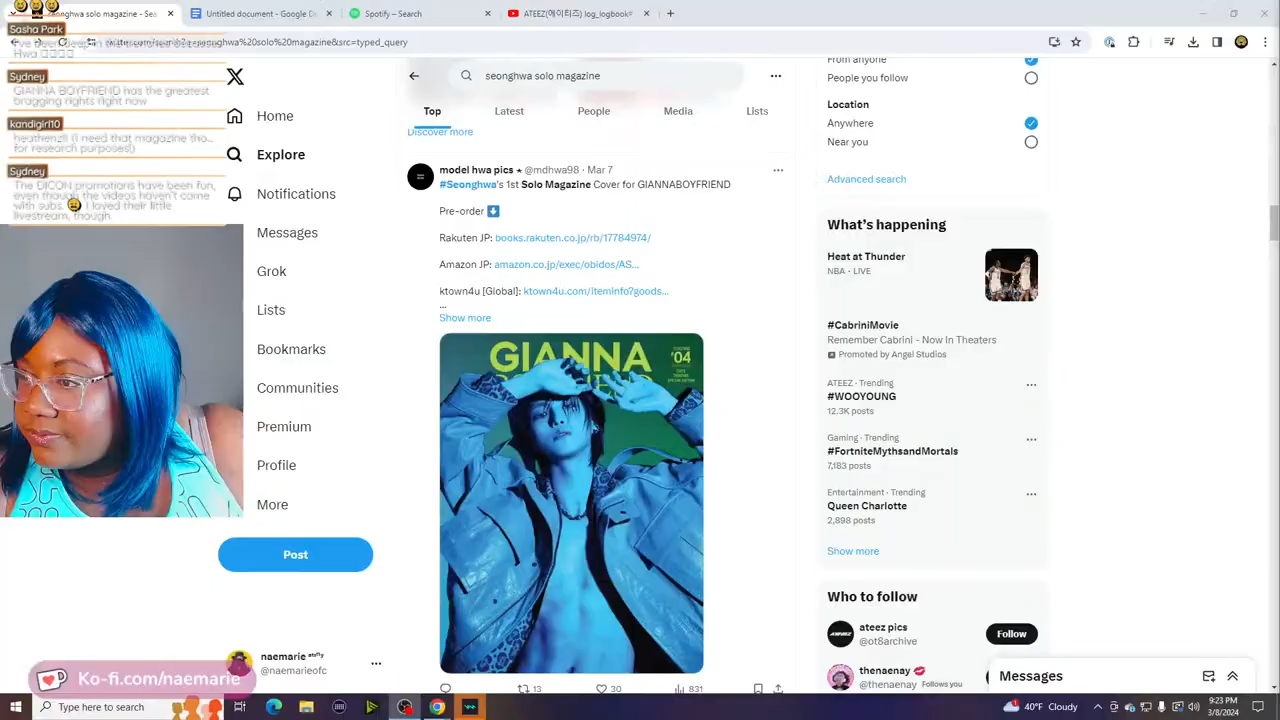 seonghwa solo magazine - Sea
Untitled document - Go
Spotify – Search
ATEEZ(에이티즈) log_logbook#
solo%20magazine&src=typed_query
Sasha Park
Sydney
GIANNA BOYFRIEND has the greatest
bragging rights right now
kandigirl10
heathen;)) (I need that magazine tho...
for research purposes!)
Sydney
The DICON promotions have been fun,
even though the videos haven't come
with subs. I loved their little
livestream, though.
Home
Explore
Notifications
Messages
Grok
Lists
Bookmarks
Communities
Premium
Profile
More
Post
naemarie
@naemarieofc
Ko-fi.com/naemarie
seonghwa solo magazine
Top
Latest
People
Media
Lists
Discover more
model hwa pics ★ @mdhwa98 · Mar 7
#Seonghwa's 1st Solo Magazine Cover for GIANNABOYFRIEND
Pre-order
Rakuten JP: books.rakuten.co.jp/rb/17784974/
Amazon JP: amazon.co.jp/exec/obidos/AS...
ktown4u [Global]: ktown4u.com/iteminfo?goods...
...
Show more
GIANNA
#04
13
30
831
From anyone
People you follow
Location
Anywhere
Near you
Advanced search
What's happening
Heat at Thunder
NBA · LIVE
#CabriniMovie
Remember Cabrini - Now In Theaters
Promoted by Angel Studios
ATEEZ · Trending
#WOOYOUNG
12.3K posts
Gaming · Trending
#FortniteMythsandMortals
7,183 posts
Entertainment · Trending
Queen Charlotte
2,898 posts
Show more
Who to follow
ateez pics
@ot8archive
Follow
thenaenay
@thenaenay Follows you
Messages
Type here to search
40°F Cloudy
9:23 PM
3/8/2024